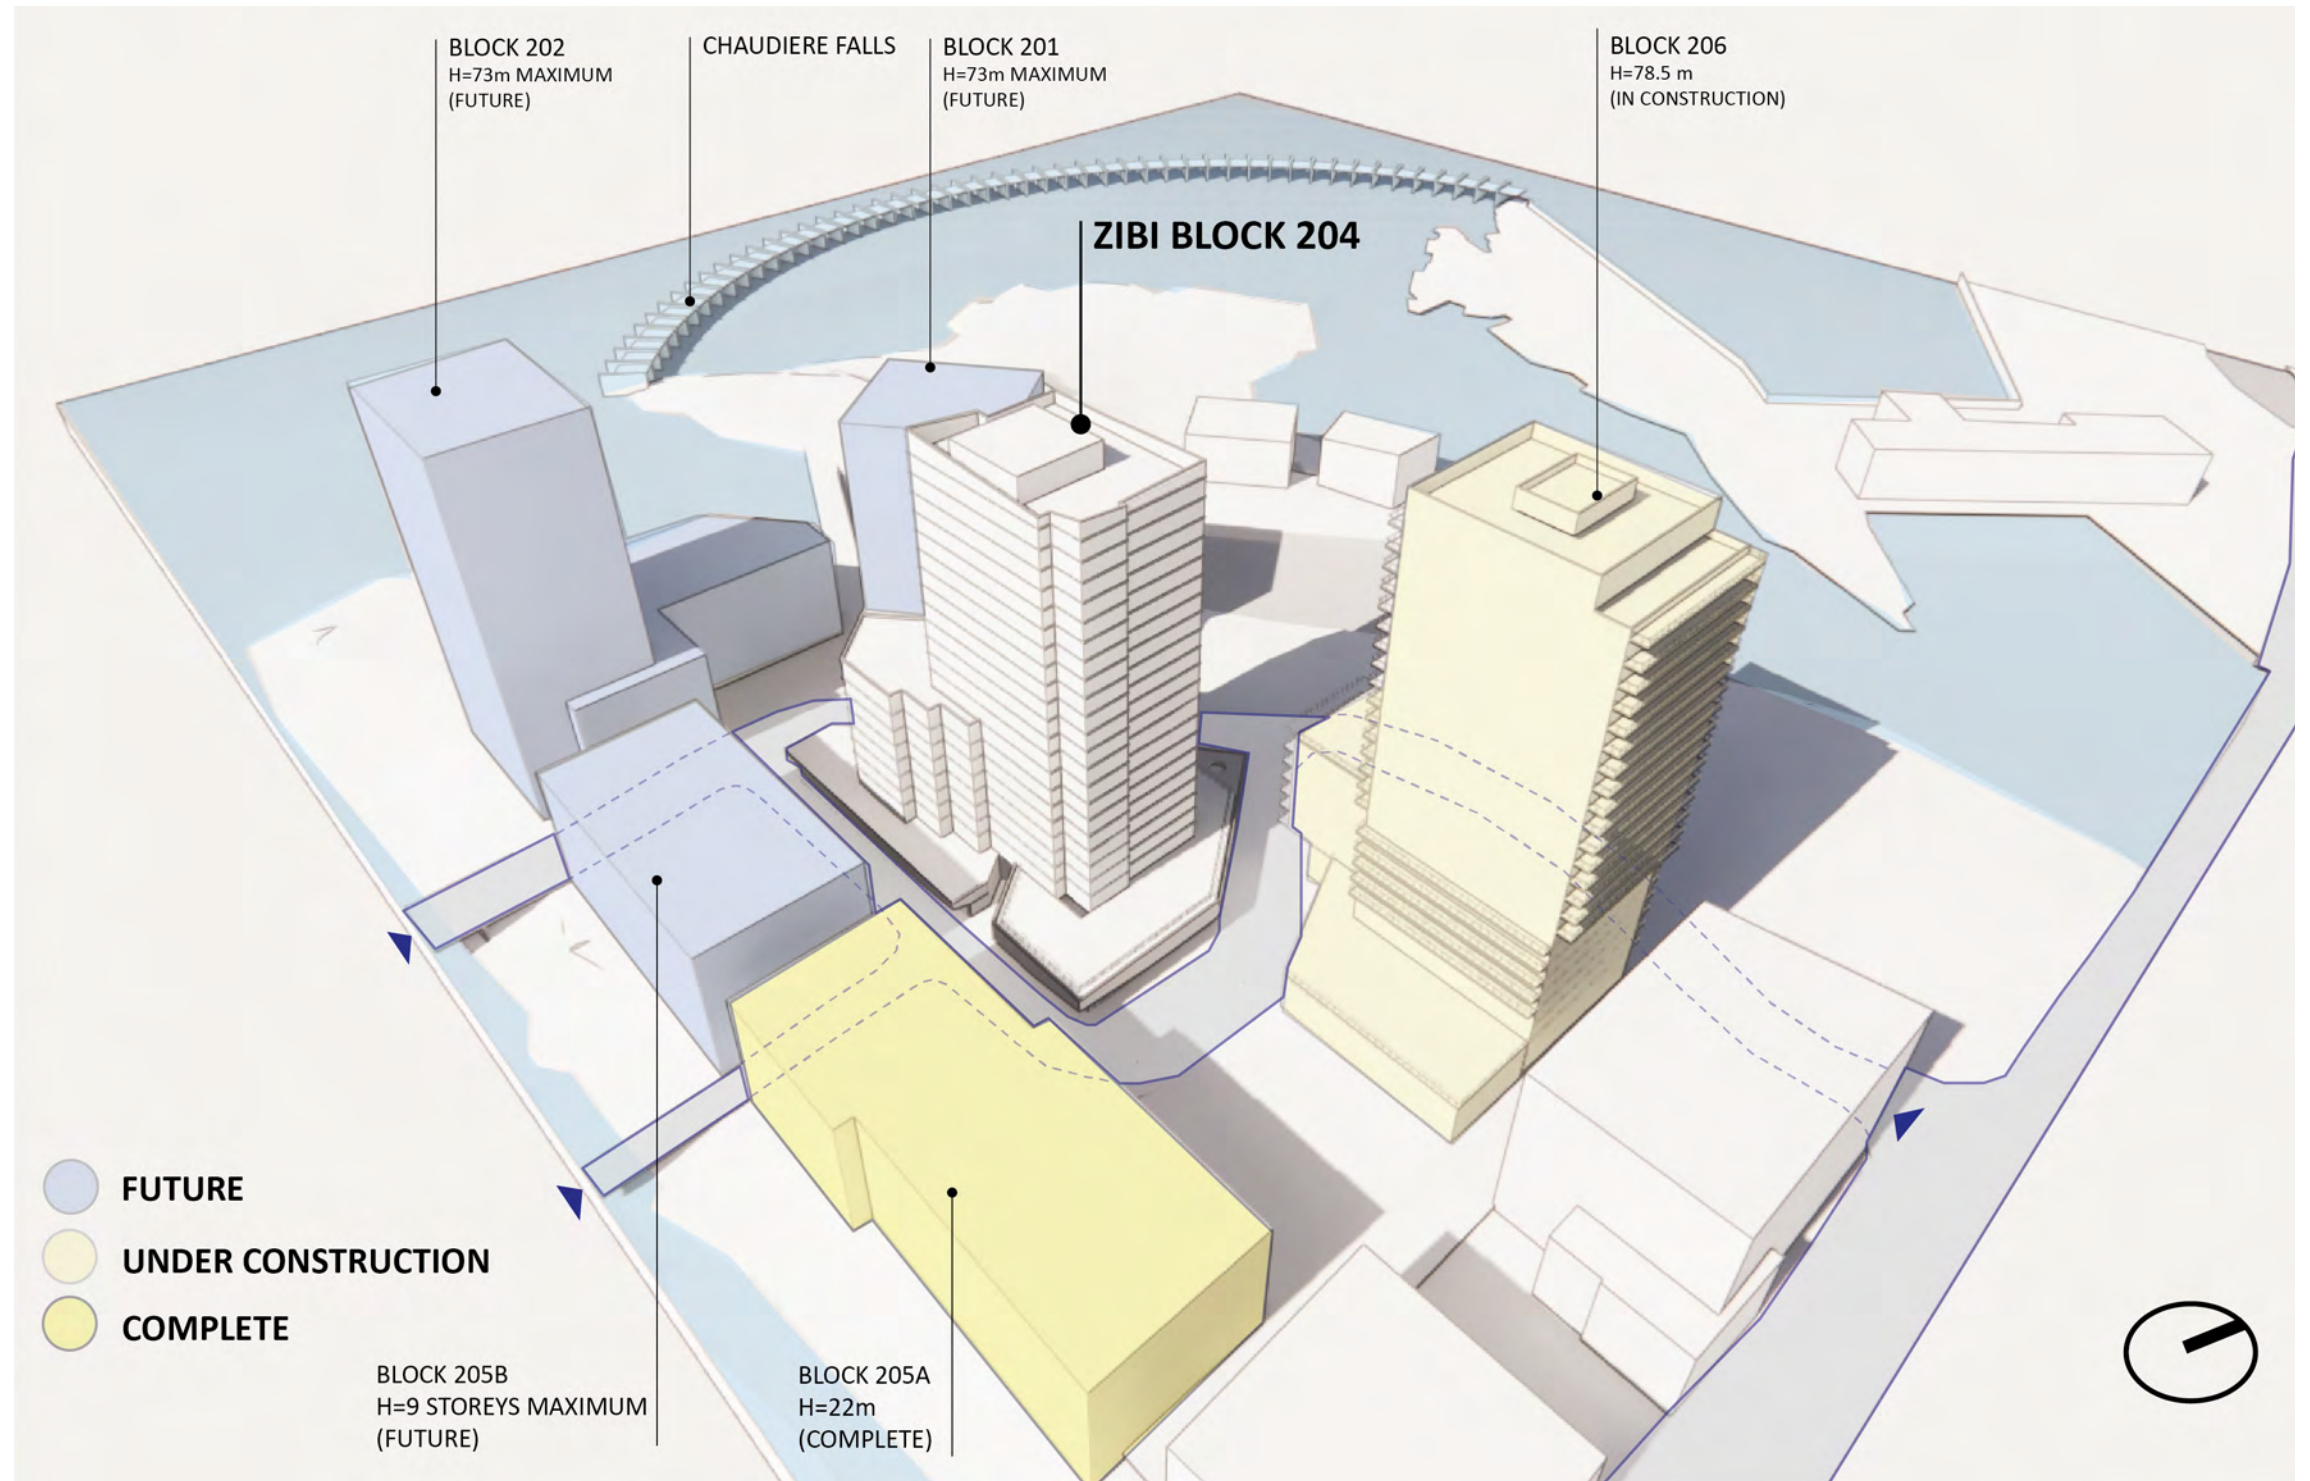 BLOCK 202
H=73m MAXIMUM
(FUTURE)
CHAUDIERE FALLS
BLOCK 201
H=73m MAXIMUM
(FUTURE)
BLOCK 206
H=78.5 m
(IN CONSTRUCTION)
ZIBI BLOCK 204
FUTURE
UNDER CONSTRUCTION
COMPLETE
BLOCK 205B
H=9 STOREYS MAXIMUM
(FUTURE)
BLOCK 205A
H=22m
(COMPLETE)